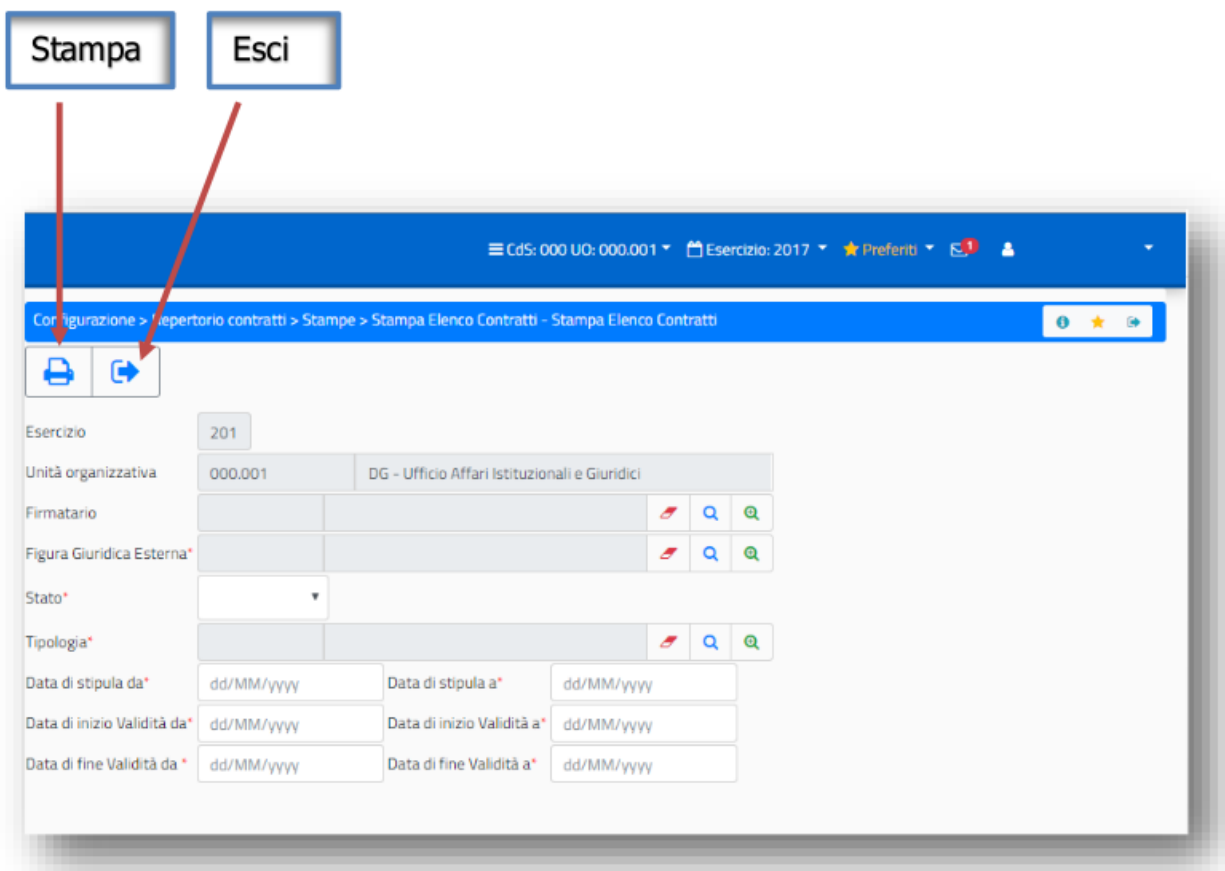 Stampa Esci
CdS: 000 UO: 000.001 Esercizio: 2017 Preferiti 1
Configurazione > Repertorio contratti > Stampe > Stampa Elenco Contratti - Stampa Elenco Contratti
Esercizio 201
Unità organizzativa 000.001 DG - Ufficio Affari Istituzionali e Giuridici
Firmatario
Figura Giuridica Esterna*
Stato*
Tipologia*
Data di stipula da* dd/MM/yyyy Data di stipula a* dd/MM/yyyy
Data di inizio Validità da* dd/MM/yyyy Data di inizio Validità a* dd/MM/yyyy
Data di fine Validità da * dd/MM/yyyy Data di fine Validità a* dd/MM/yyyy